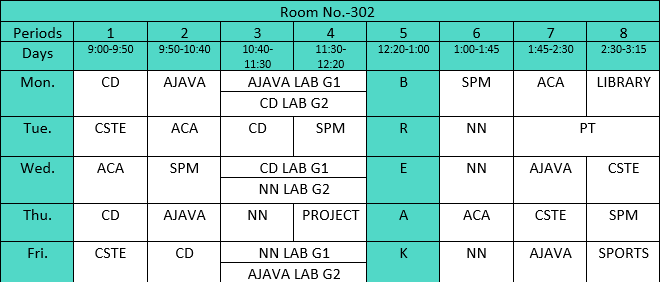 Room No.-302
Periods 1 2 3 4 5 6 7 8
Days 9:00-9:50 9:50-10:40 10:40-11:30 11:30-12:20 12:20-1:00 1:00-1:45 1:45-2:30 2:30-3:15
Mon. CD AJAVA AJAVA LAB G1 B SPM ACA LIBRARY
CD LAB G2
Tue. CSTE ACA CD SPM R NN PT
Wed. ACA SPM CD LAB G1 E NN AJAVA CSTE
NN LAB G2
Thu. CD AJAVA NN PROJECT A ACA CSTE SPM
Fri. CSTE CD NN LAB G1 K NN AJAVA SPORTS
AJAVA LAB G2